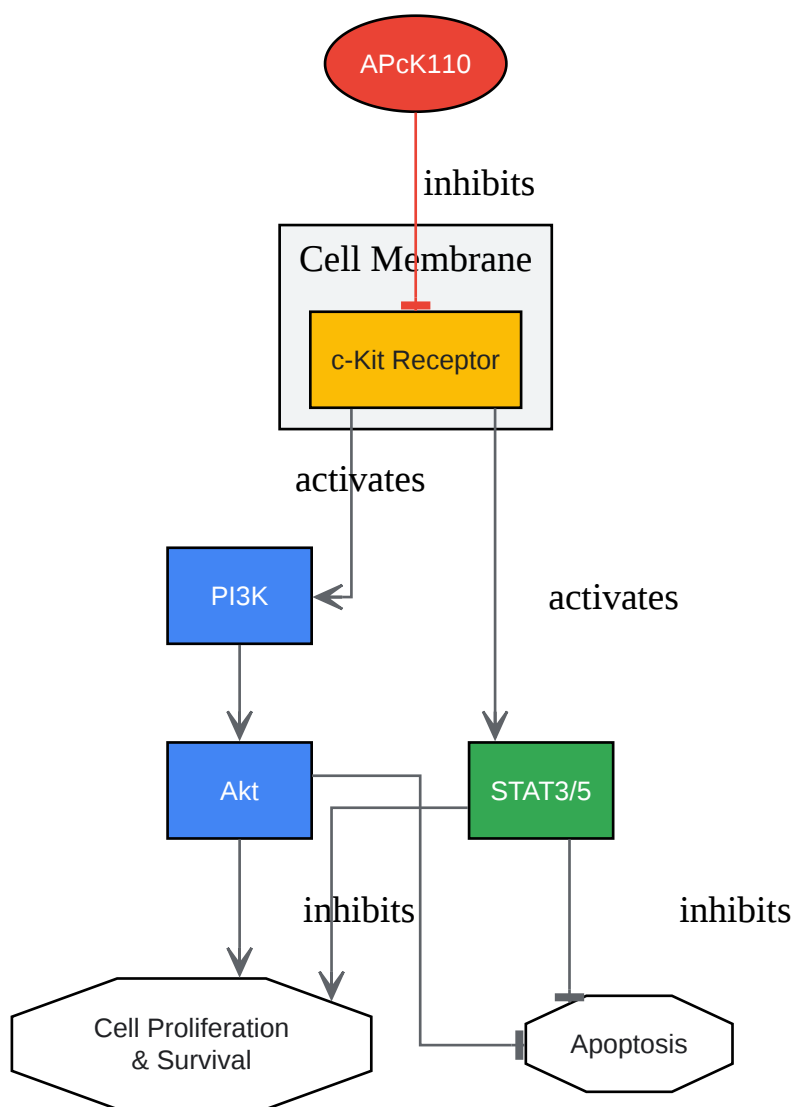 APcK110
inhibits
Cell Membrane
c-Kit Receptor
activates
PI3K
activates
Akt
STAT3/5
inhibits
inhibits
Cell Proliferation
& Survival
Apoptosis